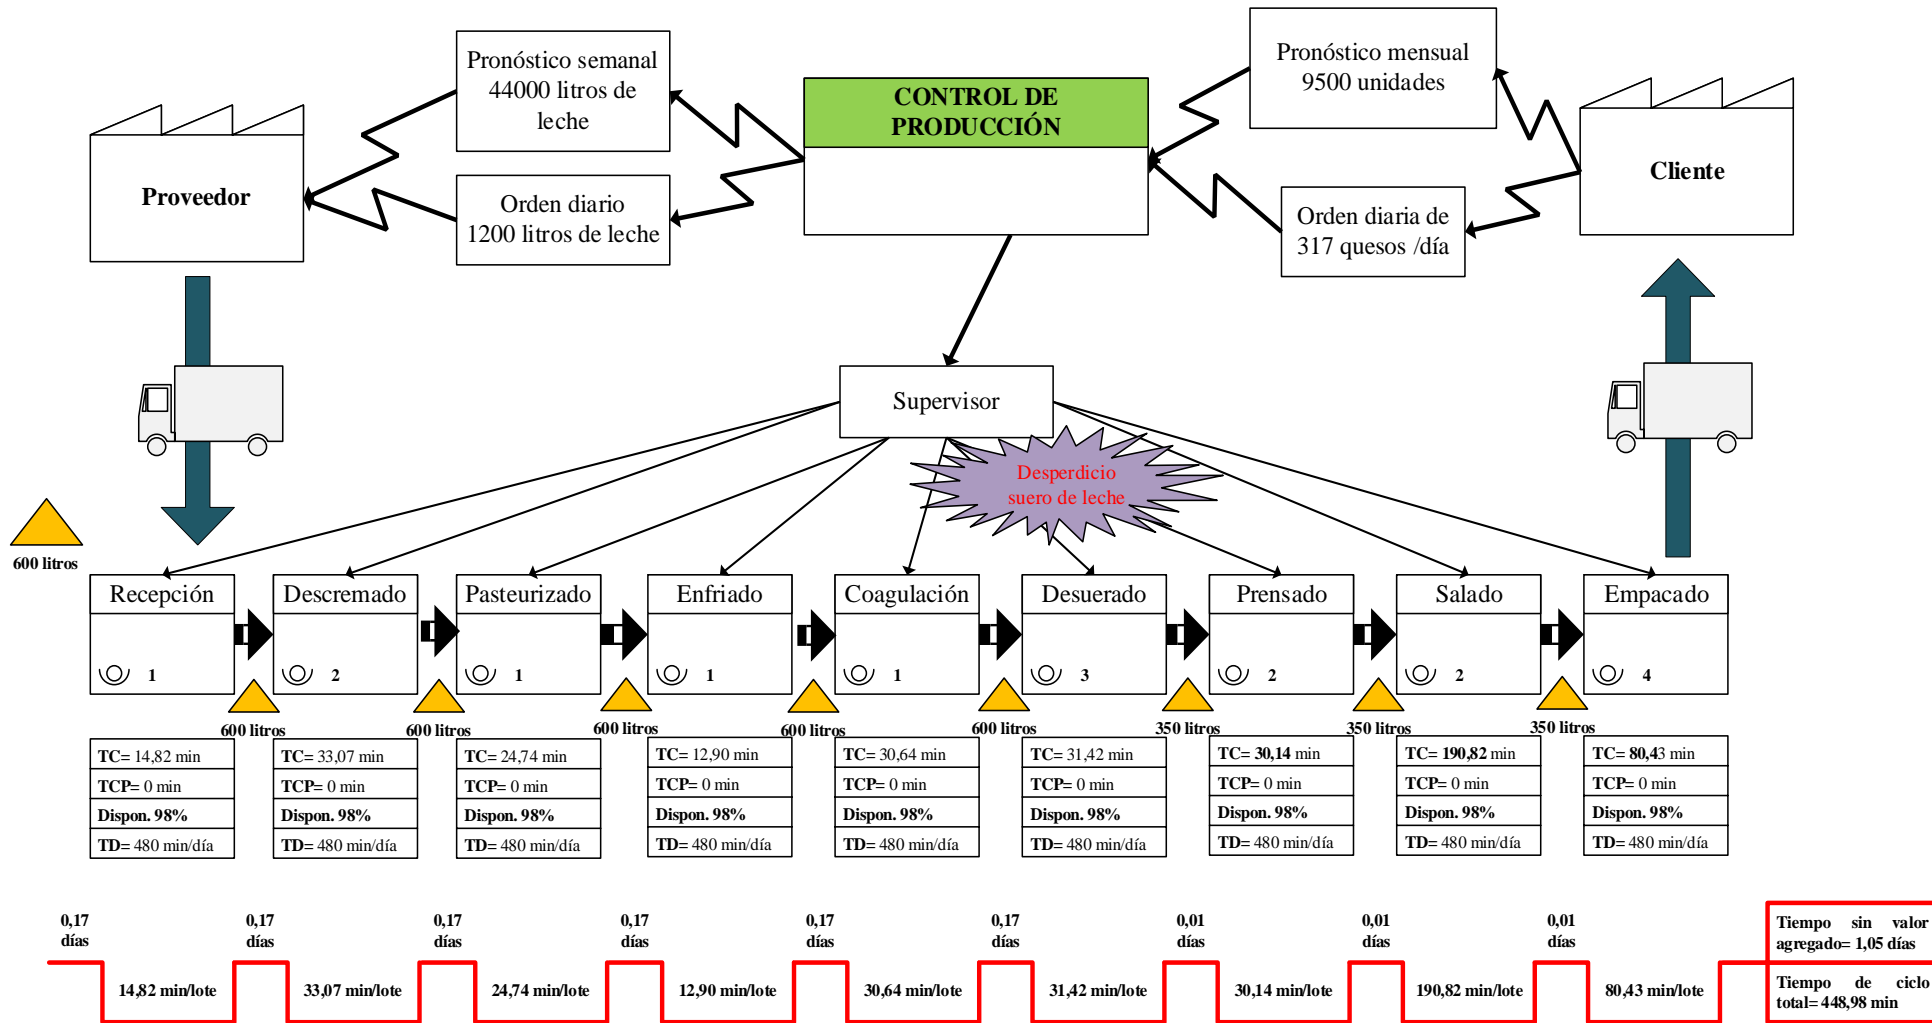 Pronóstico semanal
44000 litros de
leche
CONTROL DE
PRODUCCIÓN
Pronóstico mensual
9500 unidades
Proveedor
Cliente
Orden diario
1200 litros de leche
Orden diaria de
317 quesos /día
Supervisor
Desperdicio
suero de leche
600 litros
Recepción
Descremado
Pasteurizado
Enfriado
Coagulación
Desuerado
Prensado
Salado
Empacado
1
2
1
1
1
3
2
2
4
600 litros
600 litros
600 litros
600 litros
600 litros
350 litros
350 litros
350 litros
TC= 14,82 min
TCP= 0 min
Dispon. 98%
TD= 480 min/día
TC= 33,07 min
TCP= 0 min
Dispon. 98%
TD= 480 min/día
TC= 24,74 min
TCP= 0 min
Dispon. 98%
TD= 480 min/día
TC= 12,90 min
TCP= 0 min
Dispon. 98%
TD= 480 min/día
TC= 30,64 min
TCP= 0 min
Dispon. 98%
TD= 480 min/día
TC= 31,42 min
TCP= 0 min
Dispon. 98%
TD= 480 min/día
TC= 30,14 min
TCP= 0 min
Dispon. 98%
TD= 480 min/día
TC= 190,82 min
TCP= 0 min
Dispon. 98%
TD= 480 min/día
TC= 80,43 min
TCP= 0 min
Dispon. 98%
TD= 480 min/día
0,17
días
0,17
días
0,17
días
0,17
días
0,17
días
0,17
días
0,01
días
0,01
días
0,01
días
14,82 min/lote
33,07 min/lote
24,74 min/lote
12,90 min/lote
30,64 min/lote
31,42 min/lote
30,14 min/lote
190,82 min/lote
80,43 min/lote
Tiempo sin valor
agregado= 1,05 días
Tiempo de ciclo
total= 448,98 min